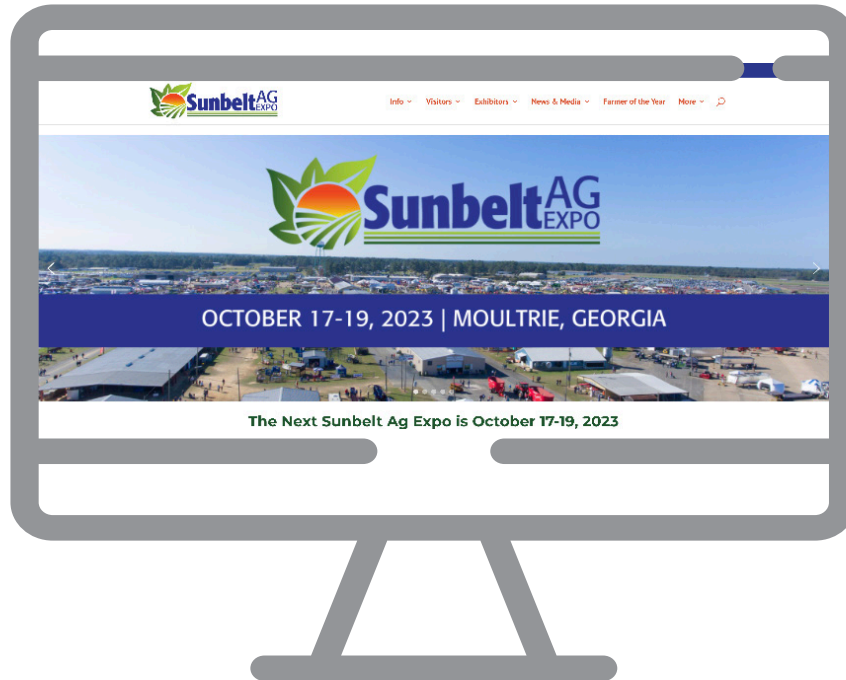 Sunbelt AG EXPO
Info Visitors Exhibitors News & Media Farmer of the Year More
Sunbelt AG EXPO
OCTOBER 17-19, 2023 | MOULTRIE, GEORGIA
The Next Sunbelt Ag Expo is October 17-19, 2023